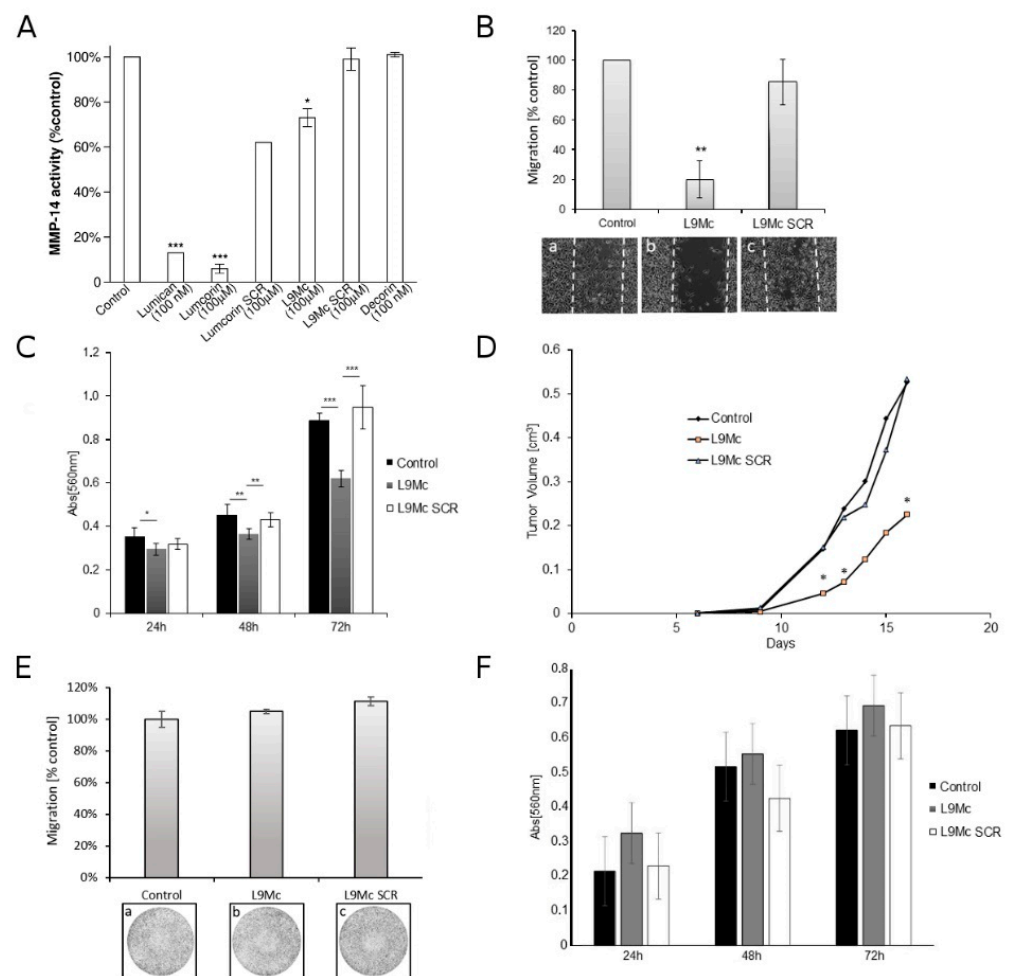 A
MMP-14 activity (%control)
100%
80%
60%
40%
20%
0
***
***
*
Control
Lumican
(100 nM)
Lumcorin
(100µM)
Lumcorin SCR
(100µM)
L9Mc
(100µM)
L9Mc SCR
(100µM)
Decorin
(100 nM)
B
Migration [% control]
120
100
80
60
40
20
0
**
Control
L9Mc
L9Mc SCR
a
b
c
C
Abs[560nm]
1.2
1.0
0.8
0.6
0.4
0.2
0
*
**
**
***
***
Control
L9Mc
L9Mc SCR
24h
48h
72h
D
Tumor Volume [cm³]
0.6
0.5
0.4
0.3
0.2
0.1
0
Control
L9Mc
L9Mc SCR
*
*
*
0
5
10
15
20
Days
E
Migration [% control]
120%
100%
80%
60%
40%
20%
0%
Control
L9Mc
L9Mc SCR
a
b
c
F
Abs[560nm]
0.8
0.7
0.6
0.5
0.4
0.3
0.2
0.1
0
Control
L9Mc
L9Mc SCR
24h
48h
72h